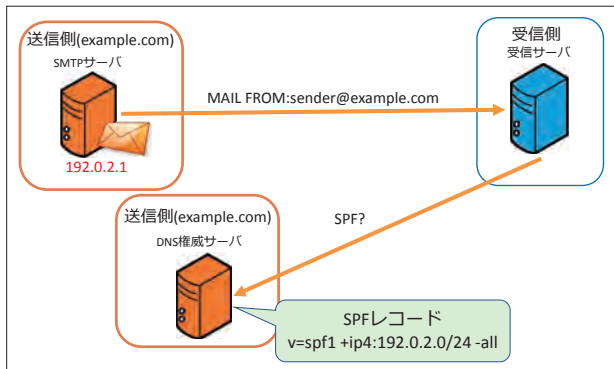 送信側(example.com)
SMTPサーバ
192.0.2.1
MAIL FROM:sender@example.com
受信側
受信サーバ
送信側(example.com)
DNS権威サーバ
SPF?
SPFレコード
v=spf1 +ip4:192.0.2.0/24 -all